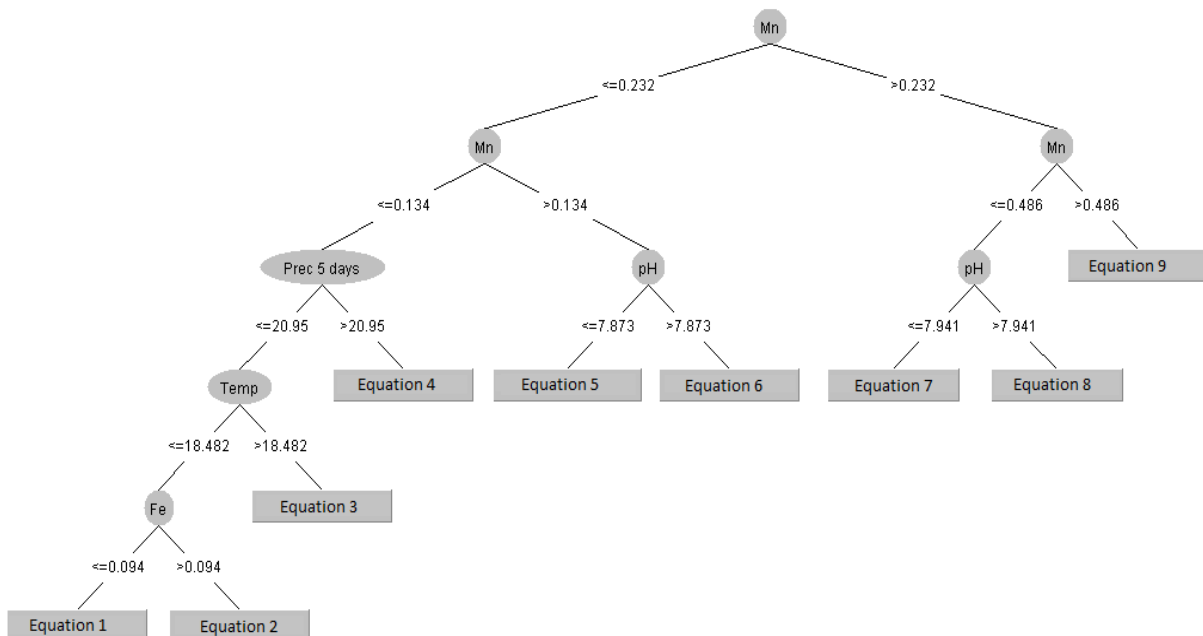 Mn
<=0.232 >0.232
Mn Mn
<=0.134 >0.134 <=0.486 >0.486
Prec 5 days pH pH Equation 9
<=20.95 >20.95 <=7.873 >7.873 <=7.941 >7.941
Temp Equation 4 Equation 5 Equation 6 Equation 7 Equation 8
<=18.482 >18.482
Fe Equation 3
<=0.094 >0.094
Equation 1 Equation 2